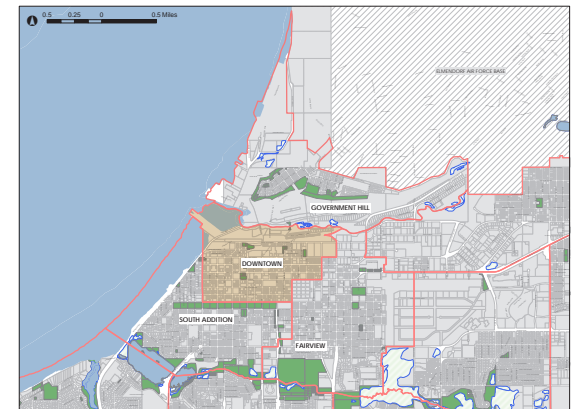 0.5 0.25 0 0.5 Miles
ELMENDORF AIR FORCE BASE
GOVERNMENT HILL
DOWNTOWN
SOUTH ADDITION
FAIRVIEW